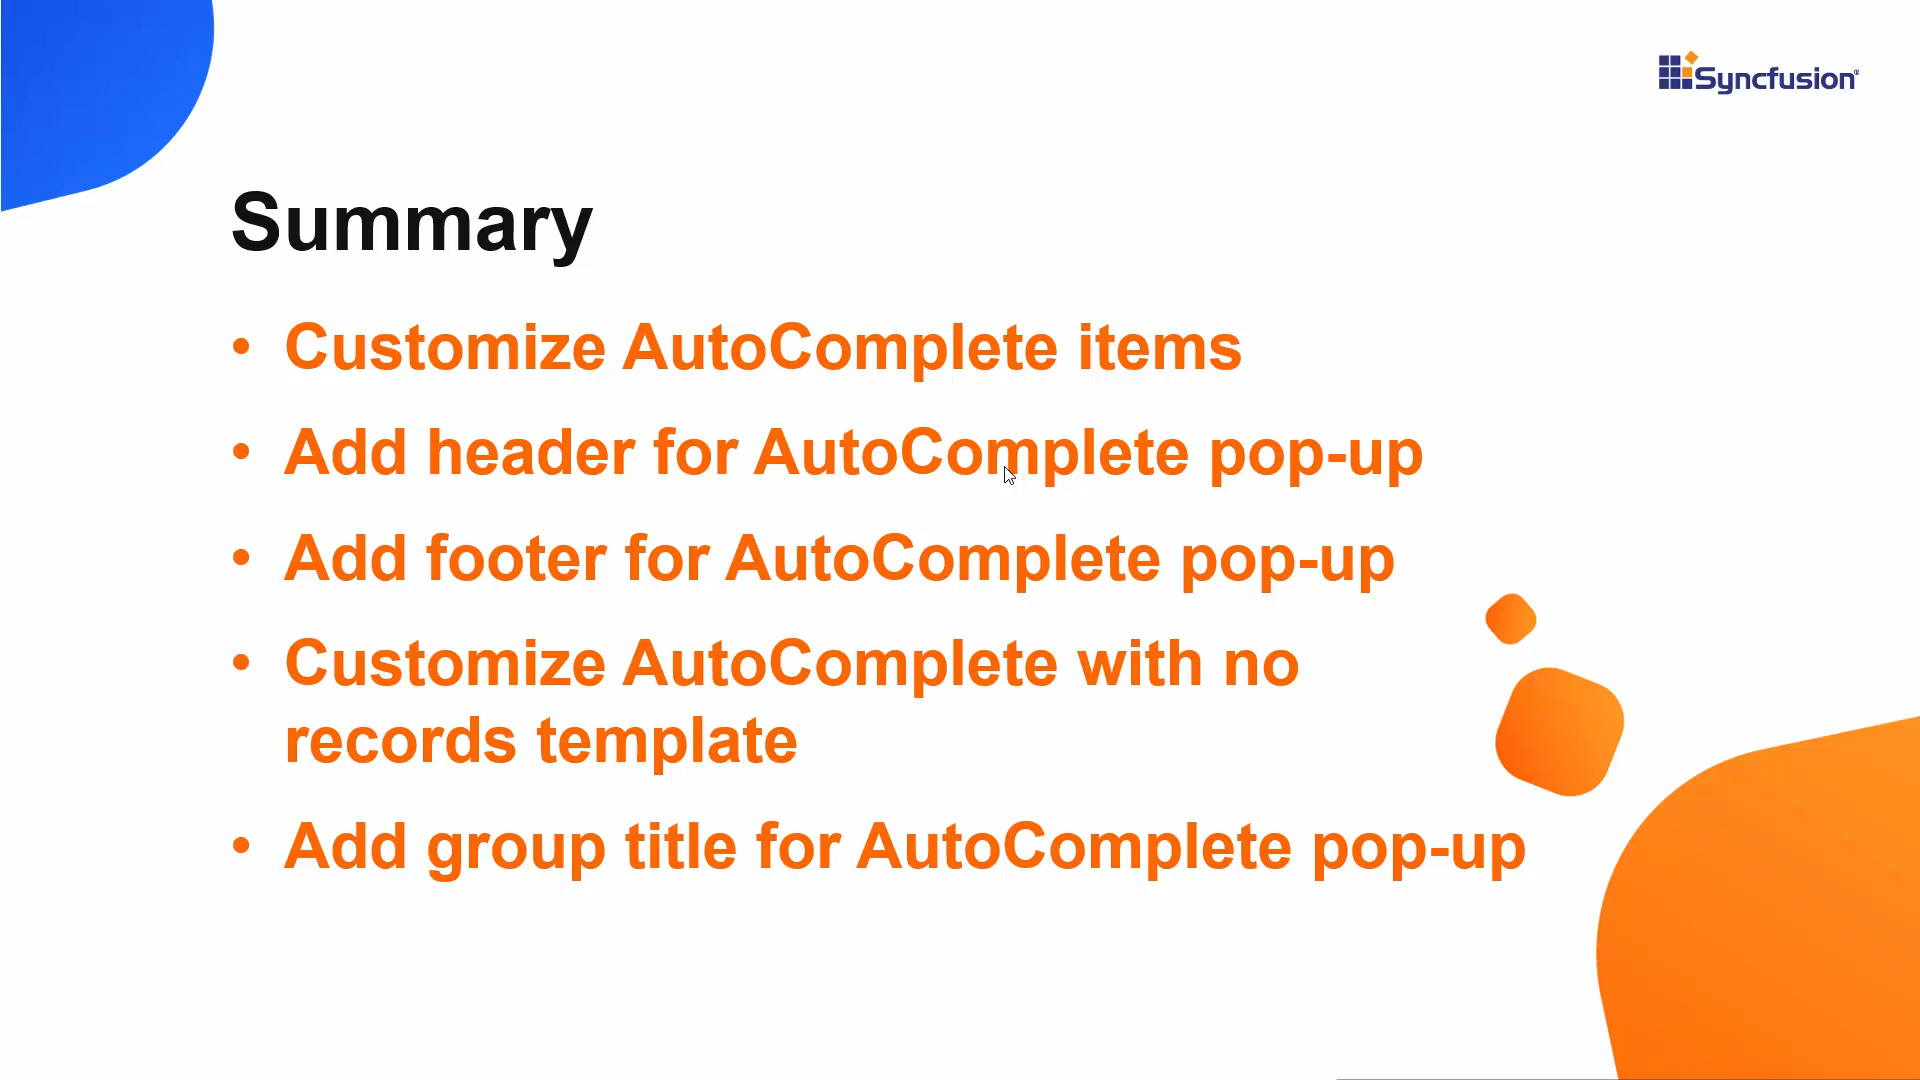 Syncfusion®
Summary
• Customize AutoComplete items
• Add header for AutoComplete pop-up
• Add footer for AutoComplete pop-up
• Customize AutoComplete with no
records template
• Add group title for AutoComplete pop-up